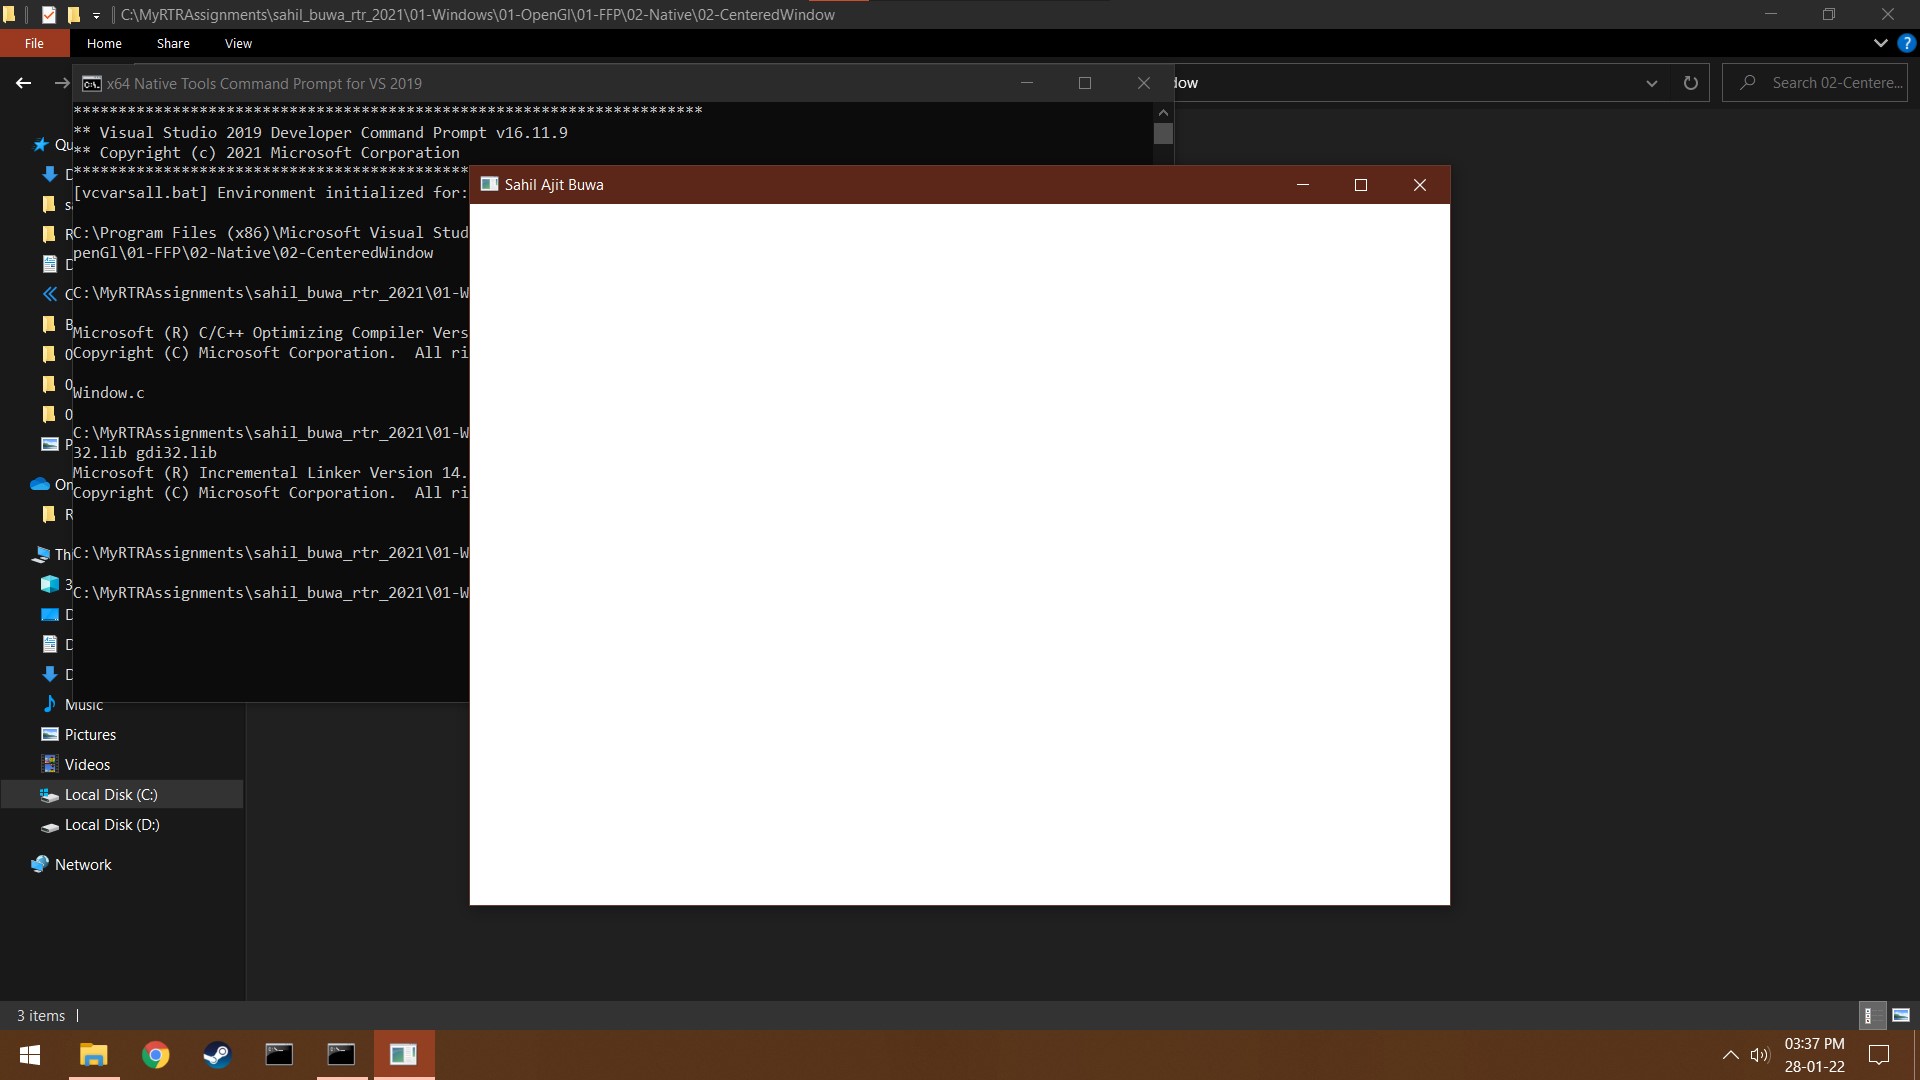 C:\MyRTRAssignments\sahil_buwa_rtr_2021\01-Windows\01-OpenGl\01-FFP\02-Native\02-CenteredWindow
File Home Share View
x64 Native Tools Command Prompt for VS 2019
dow
Search 02-Centere...
**********************************************************************
** Visual Studio 2019 Developer Command Prompt v16.11.9
** Copyright (c) 2021 Microsoft Corporation
********************************************
[vcvarsall.bat] Environment initialized for:
C:\Program Files (x86)\Microsoft Visual Stud
penGl\01-FFP\02-Native\02-CenteredWindow
C:\MyRTRAssignments\sahil_buwa_rtr_2021\01-W
Microsoft (R) C/C++ Optimizing Compiler Vers
Copyright (C) Microsoft Corporation.  All ri
Window.c
C:\MyRTRAssignments\sahil_buwa_rtr_2021\01-W
32.lib gdi32.lib
Microsoft (R) Incremental Linker Version 14.
Copyright (C) Microsoft Corporation.  All ri
C:\MyRTRAssignments\sahil_buwa_rtr_2021\01-W
C:\MyRTRAssignments\sahil_buwa_rtr_2021\01-W
Sahil Ajit Buwa
Qu
On
Th
Music
Pictures
Videos
Local Disk (C:)
Local Disk (D:)
Network
3 items
03:37 PM
28-01-22